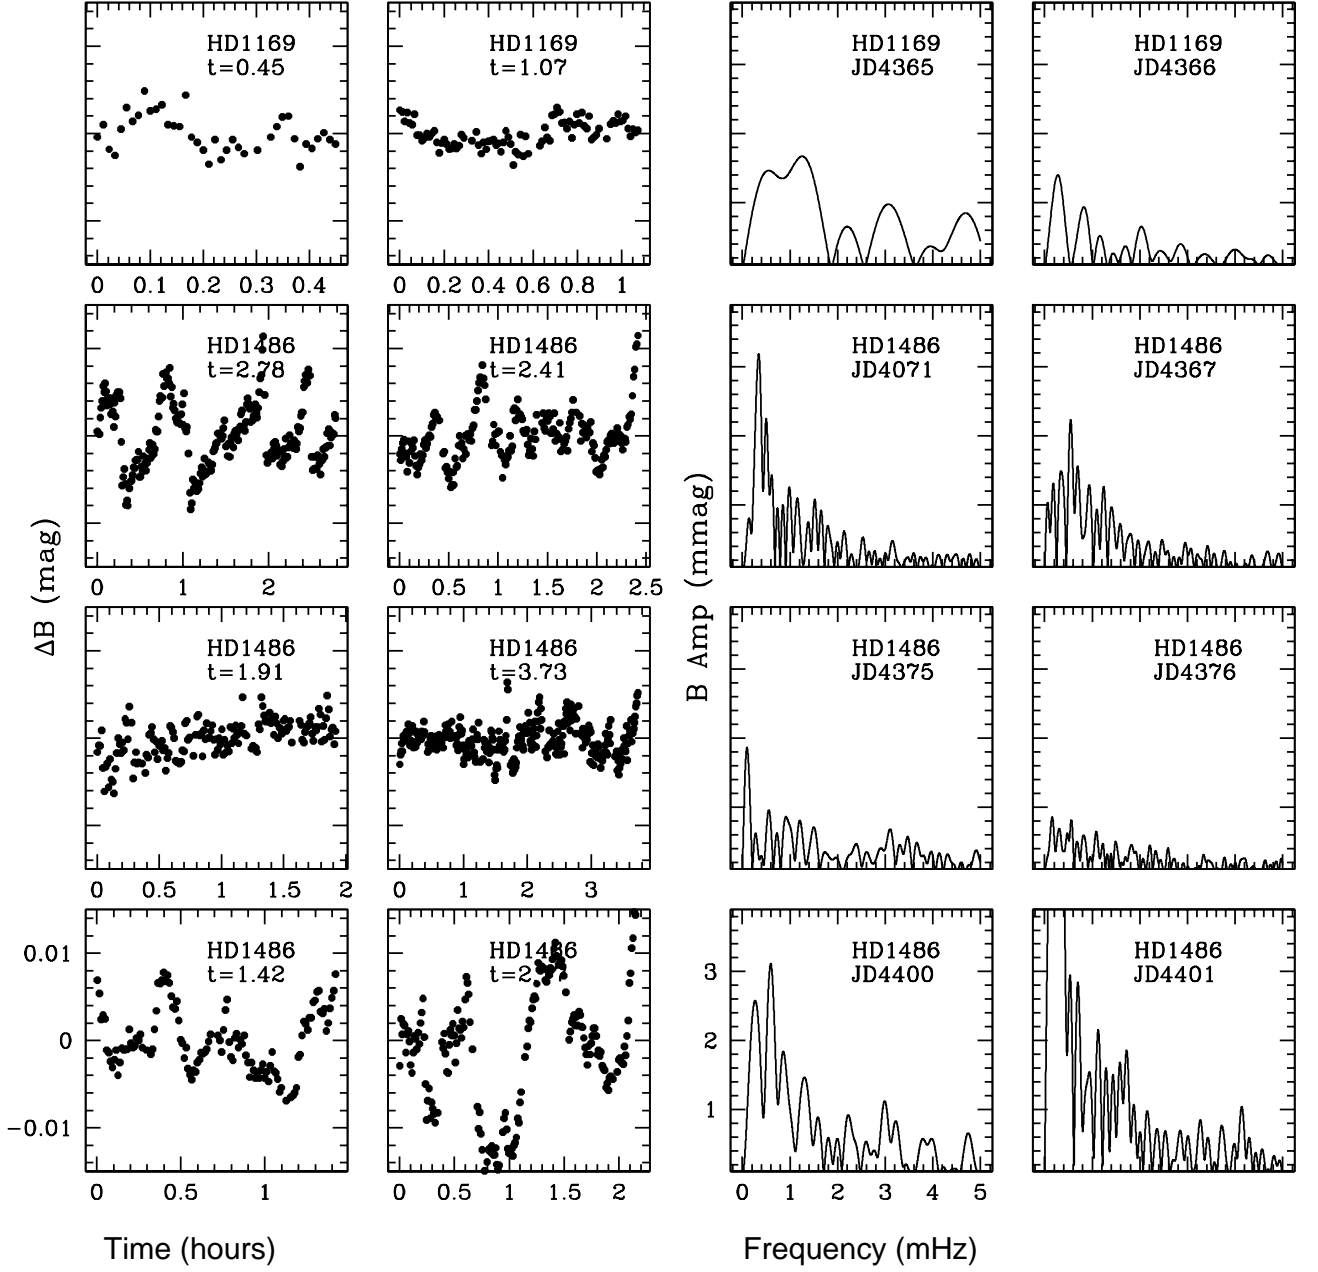 HD1169
t=0.45
HD1169
t=1.07
HD1169
JD4365
HD1169
JD4366
0 0.1 0.2 0.3 0.4
0 0.2 0.4 0.6 0.8 1
HD1486
t=2.78
HD1486
t=2.41
HD1486
JD4071
HD1486
JD4367
0 1 2
0 0.5 1 1.5 2 2.5
ΔB (mag)
B Amp (mmag)
HD1486
t=1.91
HD1486
t=3.73
HD1486
JD4375
HD1486
JD4376
0 0.5 1 1.5 2
0 1 2 3
HD1486
t=1.42
HD1486
t=2
HD1486
JD4400
HD1486
JD4401
0.01
0
−0.01
3
2
1
0 0.5 1
0 0.5 1 1.5 2
0 1 2 3 4 5
Time (hours)
Frequency (mHz)